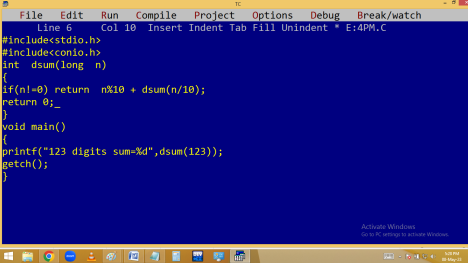 TC
File Edit Run Compile Project Options Debug Break/watch
Line 6 Col 10 Insert Indent Tab Fill Unindent * E:4PM.C
#include<stdio.h>
#include<conio.h>
int dsum(long n)
{
if(n!=0) return n%10 + dsum(n/10);
return 0;_
}
void main()
{
printf("123 digits sum=%d",dsum(123));
getch();
}
Activate Windows
Go to PC settings to activate Windows.